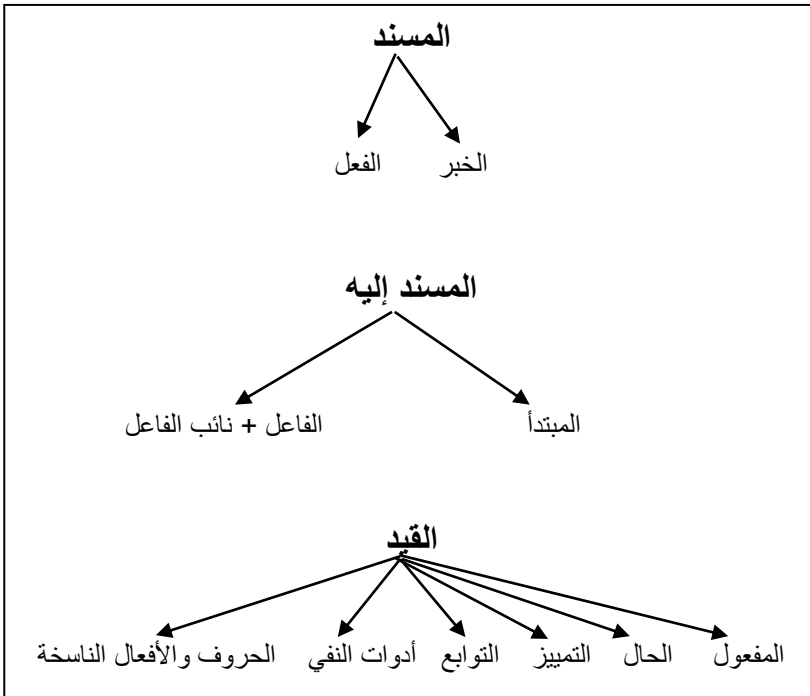 المسند
الخبر الفعل
المسند إليه
المبتدأ الفاعل + نائب الفاعل
القيد
المفعول الحال التمييز التوابع أدوات النفي الحروف والأفعال الناسخة